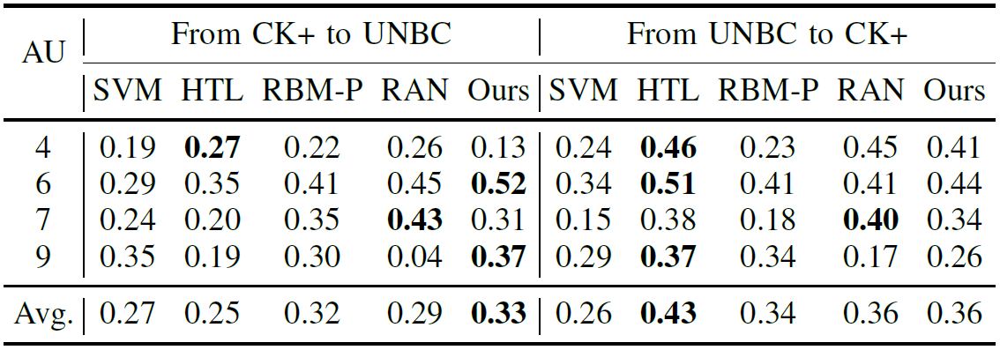 AU From CK+ to UNBC From UNBC to CK+
SVM HTL RBM-P RAN Ours SVM HTL RBM-P RAN Ours
4 0.19 0.27 0.22 0.26 0.13 0.24 0.46 0.23 0.45 0.41
6 0.29 0.35 0.41 0.45 0.52 0.34 0.51 0.41 0.41 0.44
7 0.24 0.20 0.35 0.43 0.31 0.15 0.38 0.18 0.40 0.34
9 0.35 0.19 0.30 0.04 0.37 0.29 0.37 0.34 0.17 0.26
Avg. 0.27 0.25 0.32 0.29 0.33 0.26 0.43 0.34 0.36 0.36